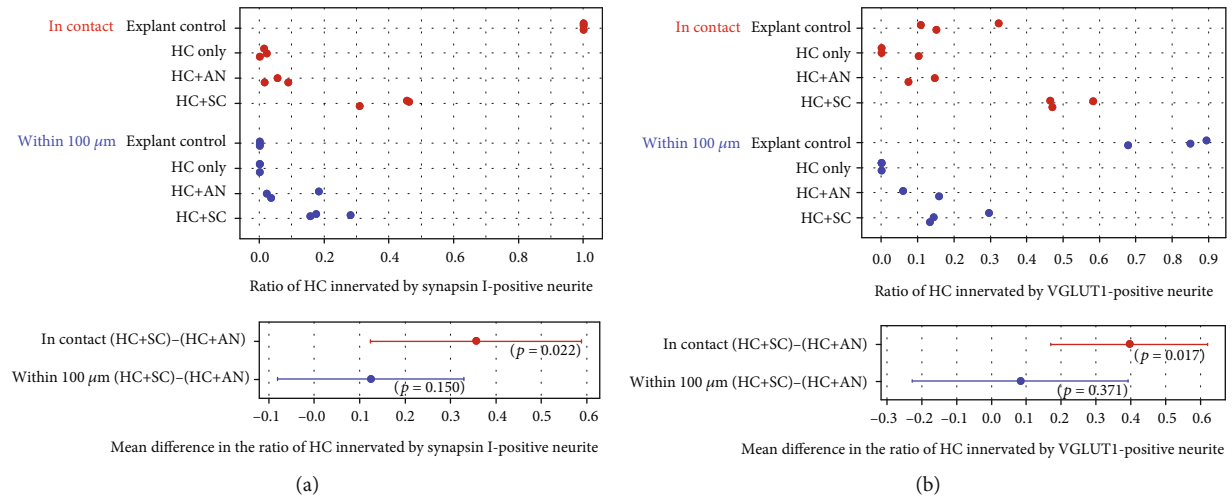 In contact Explant control
HC only
HC+AN
HC+SC
Within 100 μm Explant control
HC only
HC+AN
HC+SC
0.0 0.2 0.4 0.6 0.8 1.0
Ratio of HC innervated by synapsin I-positive neurite
In contact (HC+SC)–(HC+AN)
(p = 0.022)
Within 100 μm (HC+SC)–(HC+AN)
(p = 0.150)
–0.1 –0.0 0.1 0.2 0.3 0.4 0.5 0.6
Mean difference in the ratio of HC innervated by synapsin I-positive neurite
(a)
In contact Explant control
HC only
HC+AN
HC+SC
Within 100 μm Explant control
HC only
HC+AN
HC+SC
0.0 0.1 0.2 0.3 0.4 0.5 0.6 0.7 0.8 0.9
Ratio of HC innervated by VGLUT1-positive neurite
In contact (HC+SC)–(HC+AN)
(p = 0.017)
Within 100 μm (HC+SC)–(HC+AN)
(p = 0.371)
–0.3 –0.2 –0.1 0.0 0.1 0.2 0.3 0.4 0.5 0.6
Mean difference in the ratio of HC innervated by VGLUT1-positive neurite
(b)